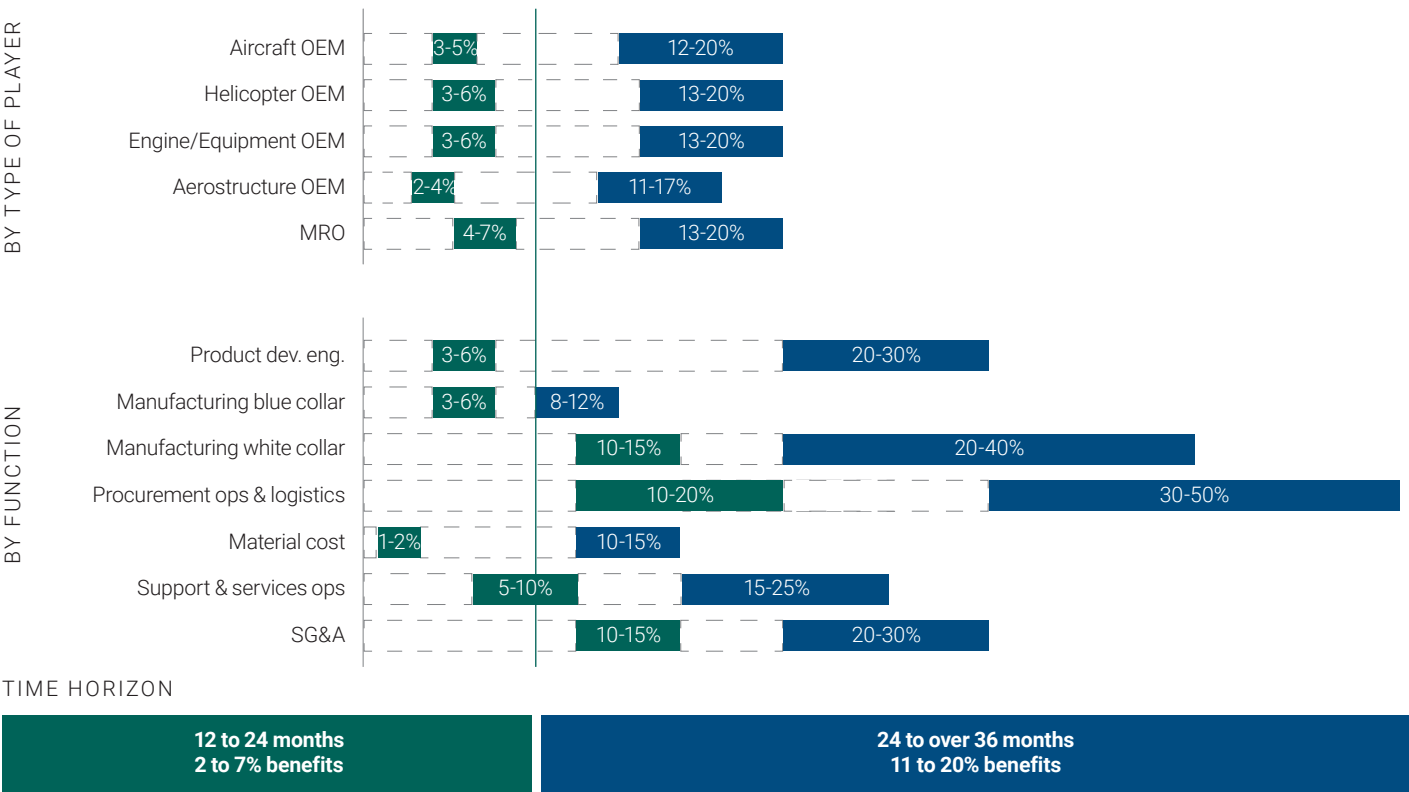 BY TYPE OF PLAYER
Aircraft OEM 3-5% 12-20%
Helicopter OEM 3-6% 13-20%
Engine/Equipment OEM 3-6% 13-20%
Aerostructure OEM 2-4% 11-17%
MRO 4-7% 13-20%
BY FUNCTION
Product dev. eng. 3-6% 20-30%
Manufacturing blue collar 3-6% 8-12%
Manufacturing white collar 10-15% 20-40%
Procurement ops & logistics 10-20% 30-50%
Material cost 1-2% 10-15%
Support & services ops 5-10% 15-25%
SG&A 10-15% 20-30%
TIME HORIZON
12 to 24 months
2 to 7% benefits
24 to over 36 months
11 to 20% benefits